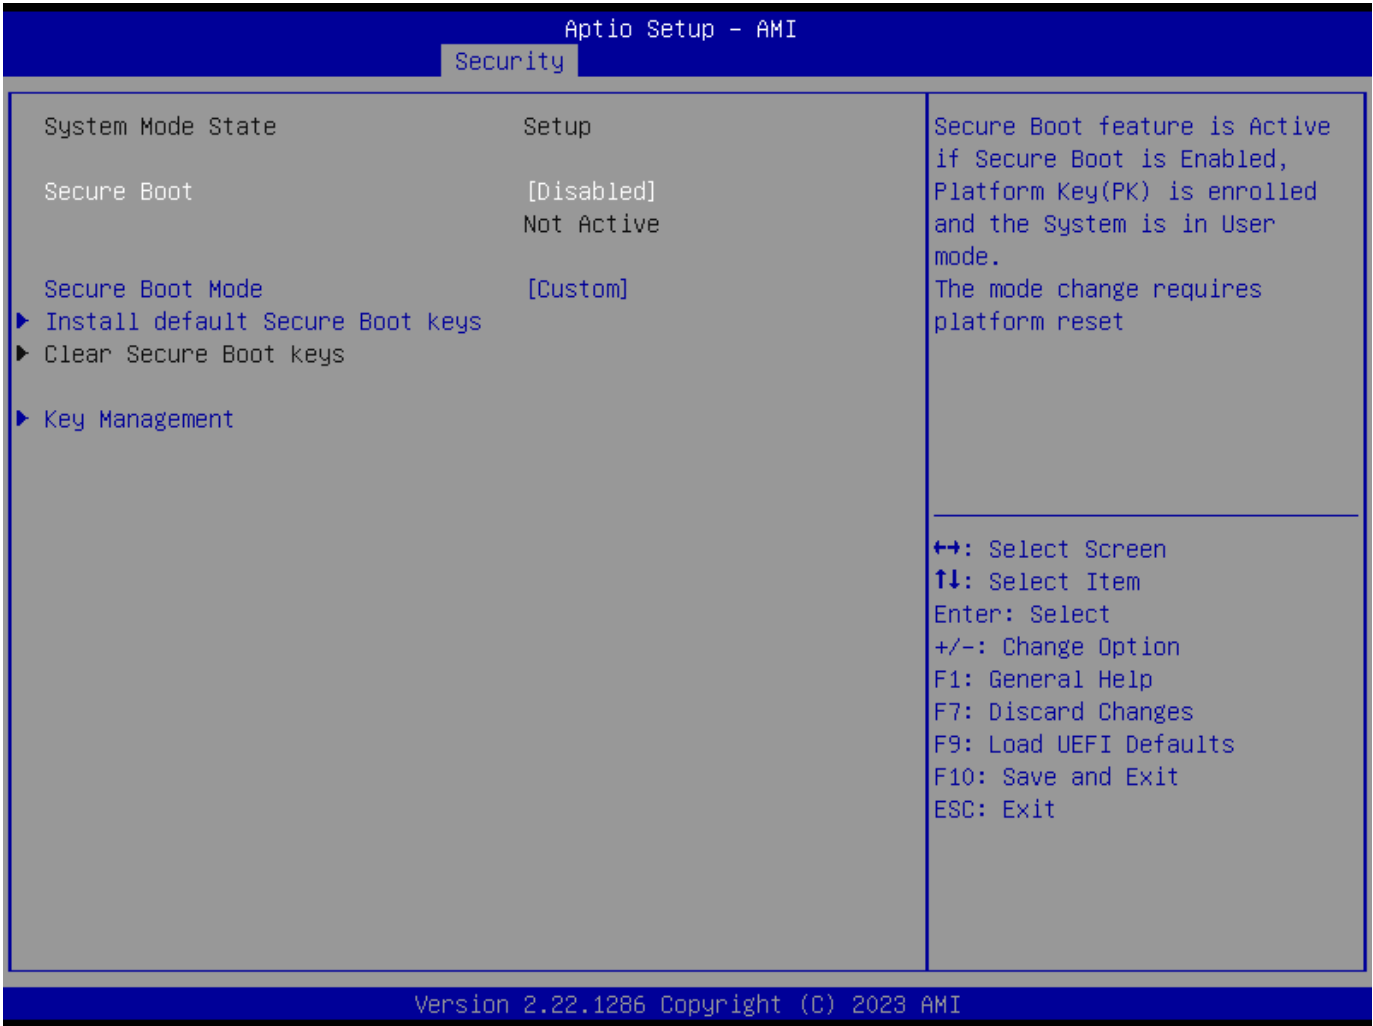 Aptio Setup – AMI
Security
System Mode State Setup
Secure Boot [Disabled]
Not Active
Secure Boot Mode [Custom]
▶ Install default Secure Boot keys
▶ Clear Secure Boot keys
▶ Key Management
Secure Boot feature is Active
if Secure Boot is Enabled,
Platform Key(PK) is enrolled
and the System is in User
mode.
The mode change requires
platform reset
↔: Select Screen
↑↓: Select Item
Enter: Select
+/-: Change Option
F1: General Help
F7: Discard Changes
F9: Load UEFI Defaults
F10: Save and Exit
ESC: Exit
Version 2.22.1286 Copyright (C) 2023 AMI